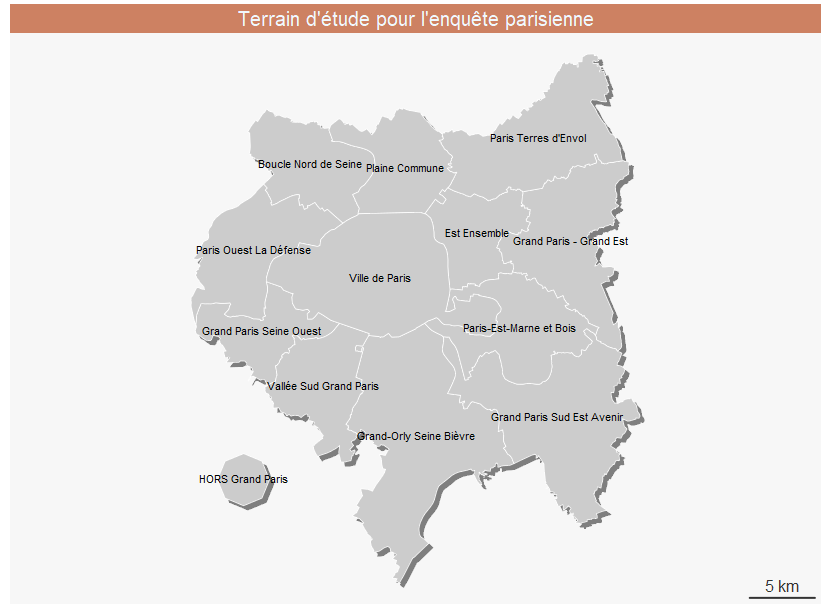 Terrain d'étude pour l'enquête parisienne
Paris Terres d'Envol
Boucle Nord de Seine
Plaine Commune
Est Ensemble
Grand Paris - Grand Est
Paris Ouest La Défense
Ville de Paris
Grand Paris Seine Ouest
Paris-Est-Marne et Bois
Vallée Sud Grand Paris
Grand Paris Sud Est Avenir
Grand-Orly Seine Bièvre
HORS Grand Paris
5 km